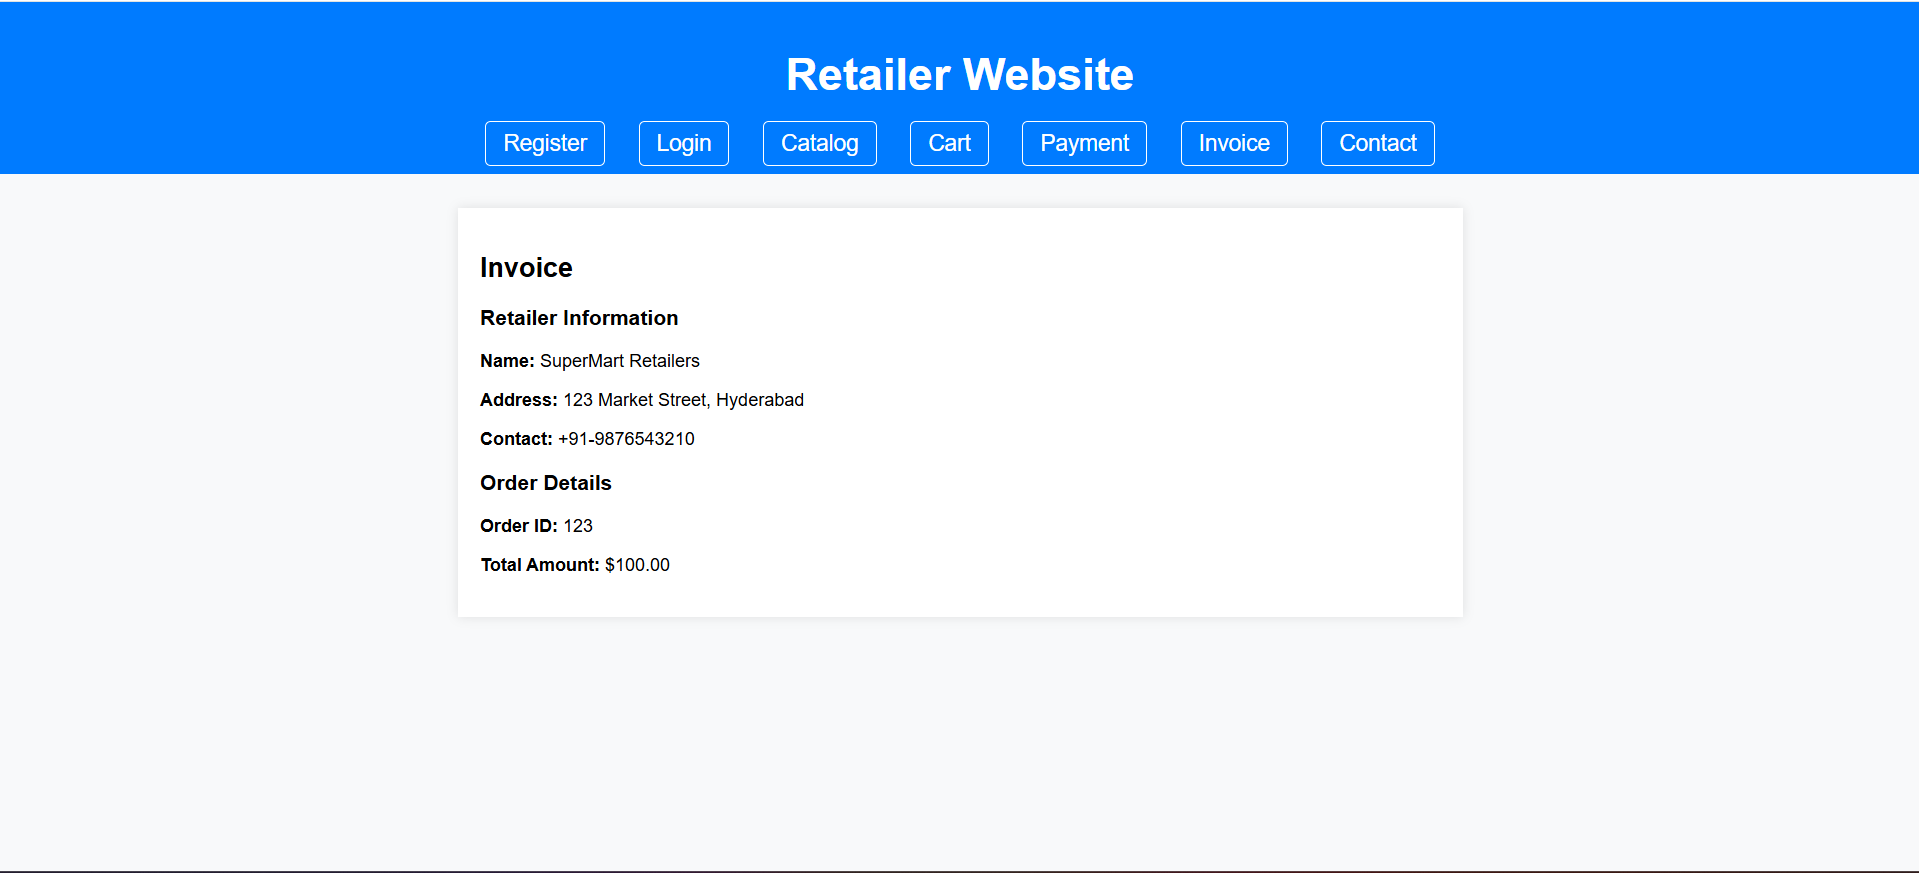 Retailer Website
Register Login Catalog Cart Payment Invoice Contact
Invoice
Retailer Information
Name: SuperMart Retailers
Address: 123 Market Street, Hyderabad
Contact: +91-9876543210
Order Details
Order ID: 123
Total Amount: $100.00